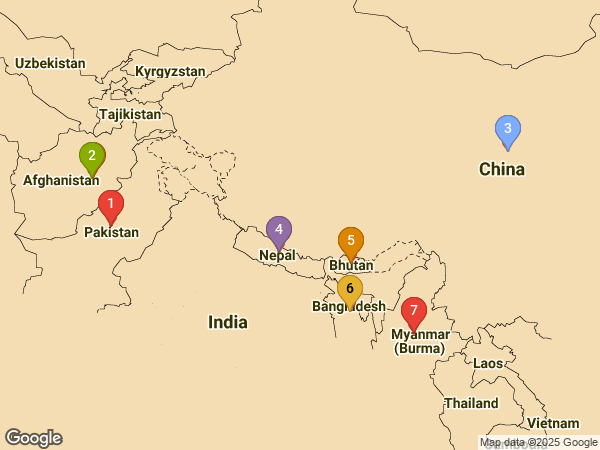 Uzbekistan
Kyrgyzstan
Tajikistan
3
2
China
Afghanistan
1
Pakistan
4
5
Nepal
Bhutan
6
Bangladesh
7
India
Myanmar
(Burma)
Laos
Thailand
Vietnam
Google
Map data ©2025 Google
Cambodia